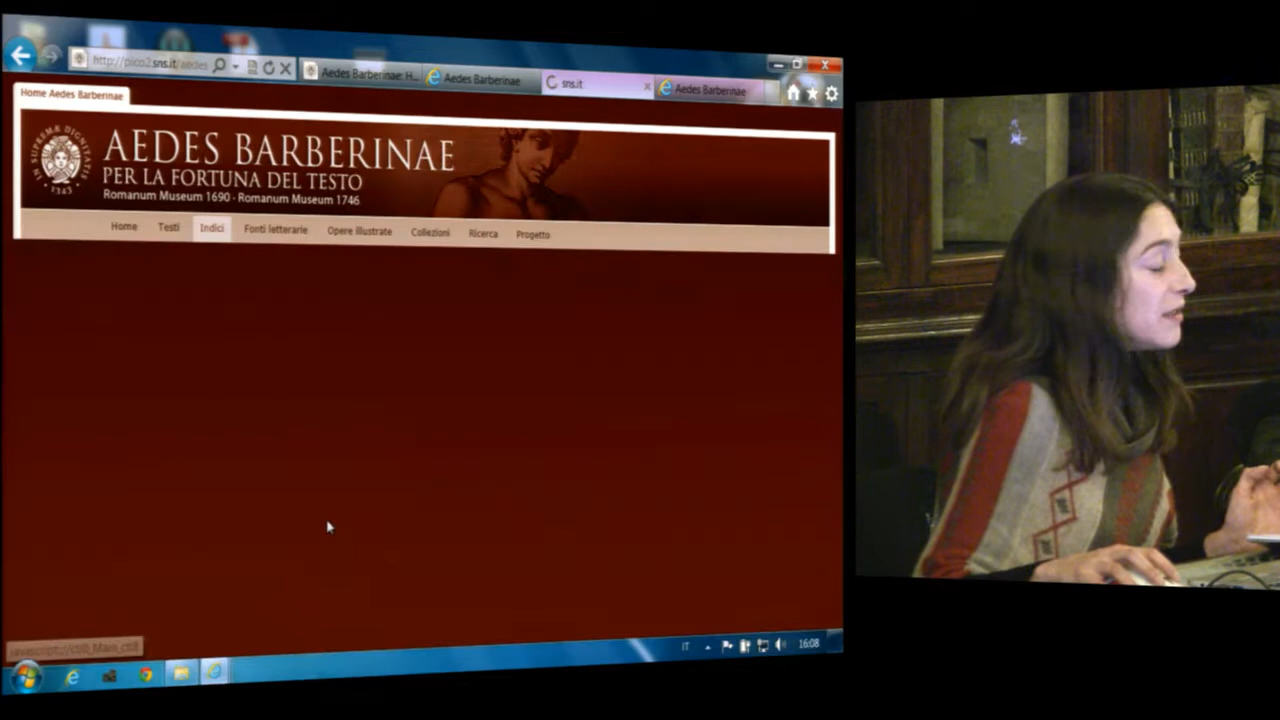 http://pico2.sns.it/aedes
Aedes Barberinae: H...
Aedes Barberinae
sns.it
Aedes Barberinae
Home Aedes Barberinae
AEDES BARBERINAE
PER LA FORTUNA DEL TESTO
Romanum Museum 1690 - Romanum Museum 1746
Home Testi Indici Fonti letterarie Opere illustrate Collezioni Ricerca Progetto
IT 16:08